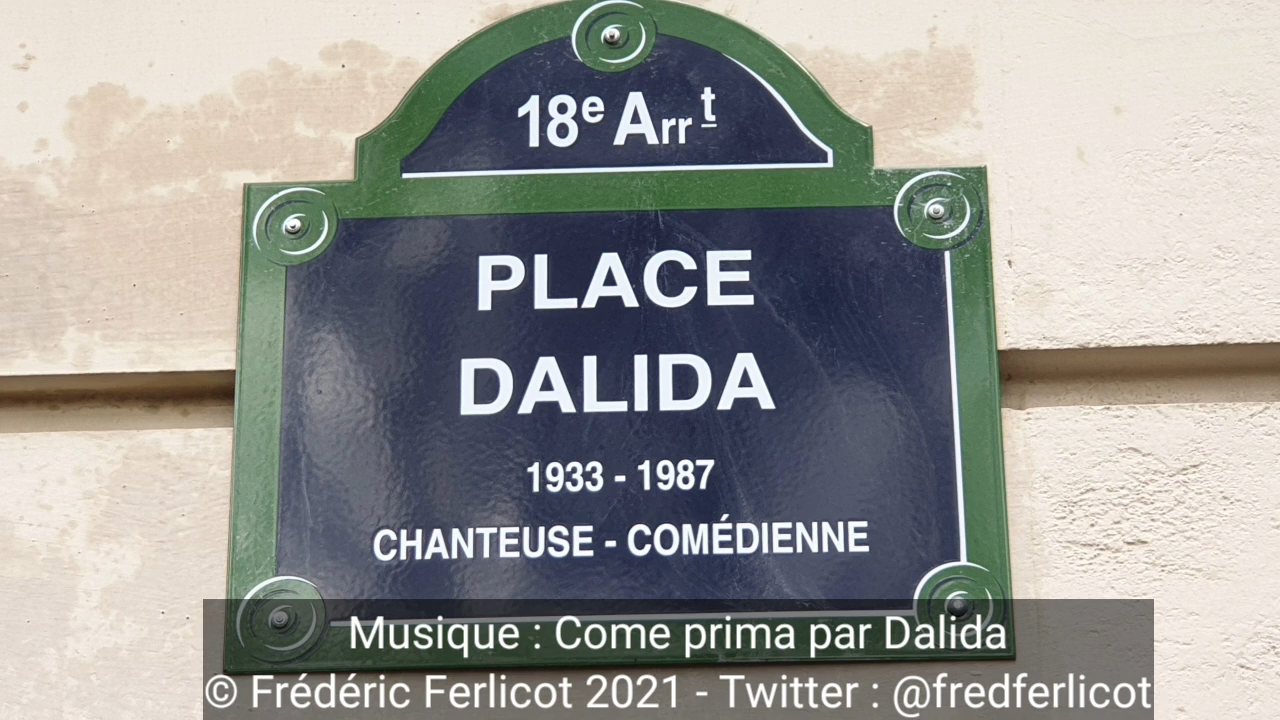 18e Arrt
PLACE
DALIDA
1933 - 1987
CHANTEUSE - COMÉDIENNE
Musique : Come prima par Dalida
© Frédéric Ferlicot 2021 - Twitter : @fredferlicot